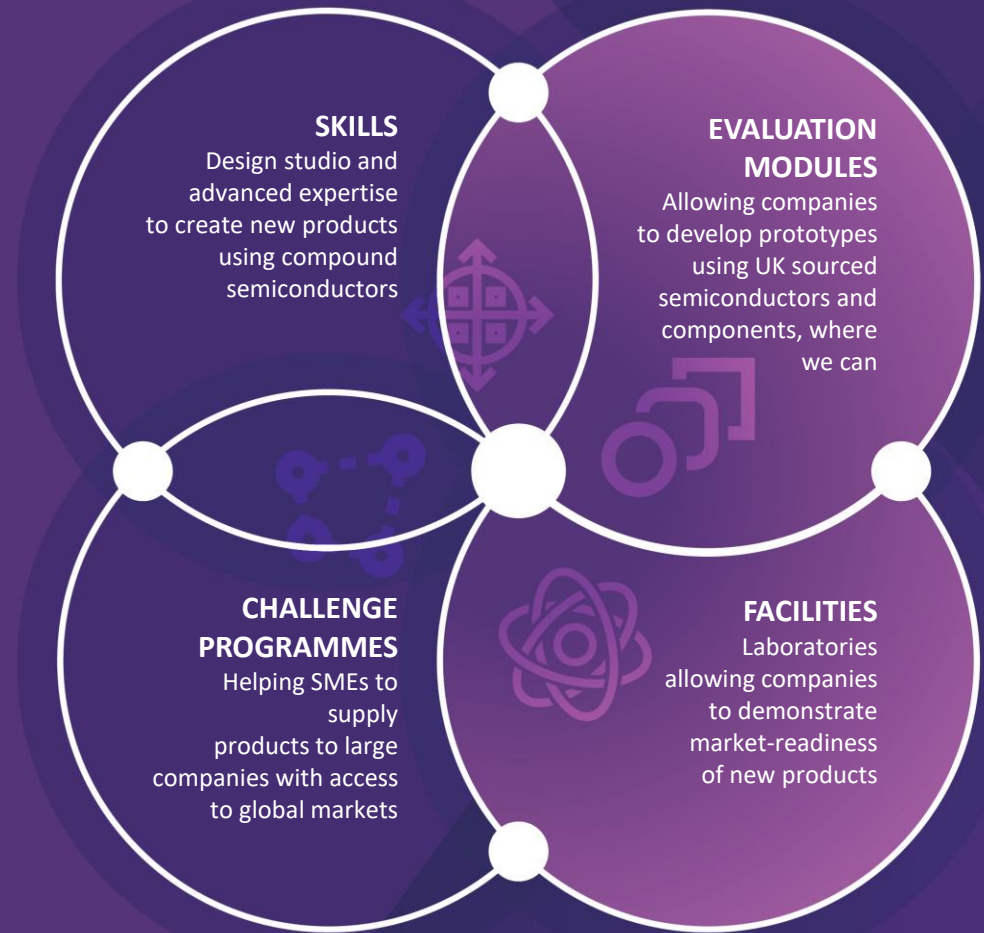 SKILLS
Design studio and
advanced expertise
to create new products
using compound
semiconductors
EVALUATION
MODULES
Allowing companies
to develop prototypes
using UK sourced
semiconductors and
components, where
we can
CHALLENGE
PROGRAMMES
Helping SMEs to
supply
products to large
companies with access
to global markets
FACILITIES
Laboratories
allowing companies
to demonstrate
market-readiness
of new products